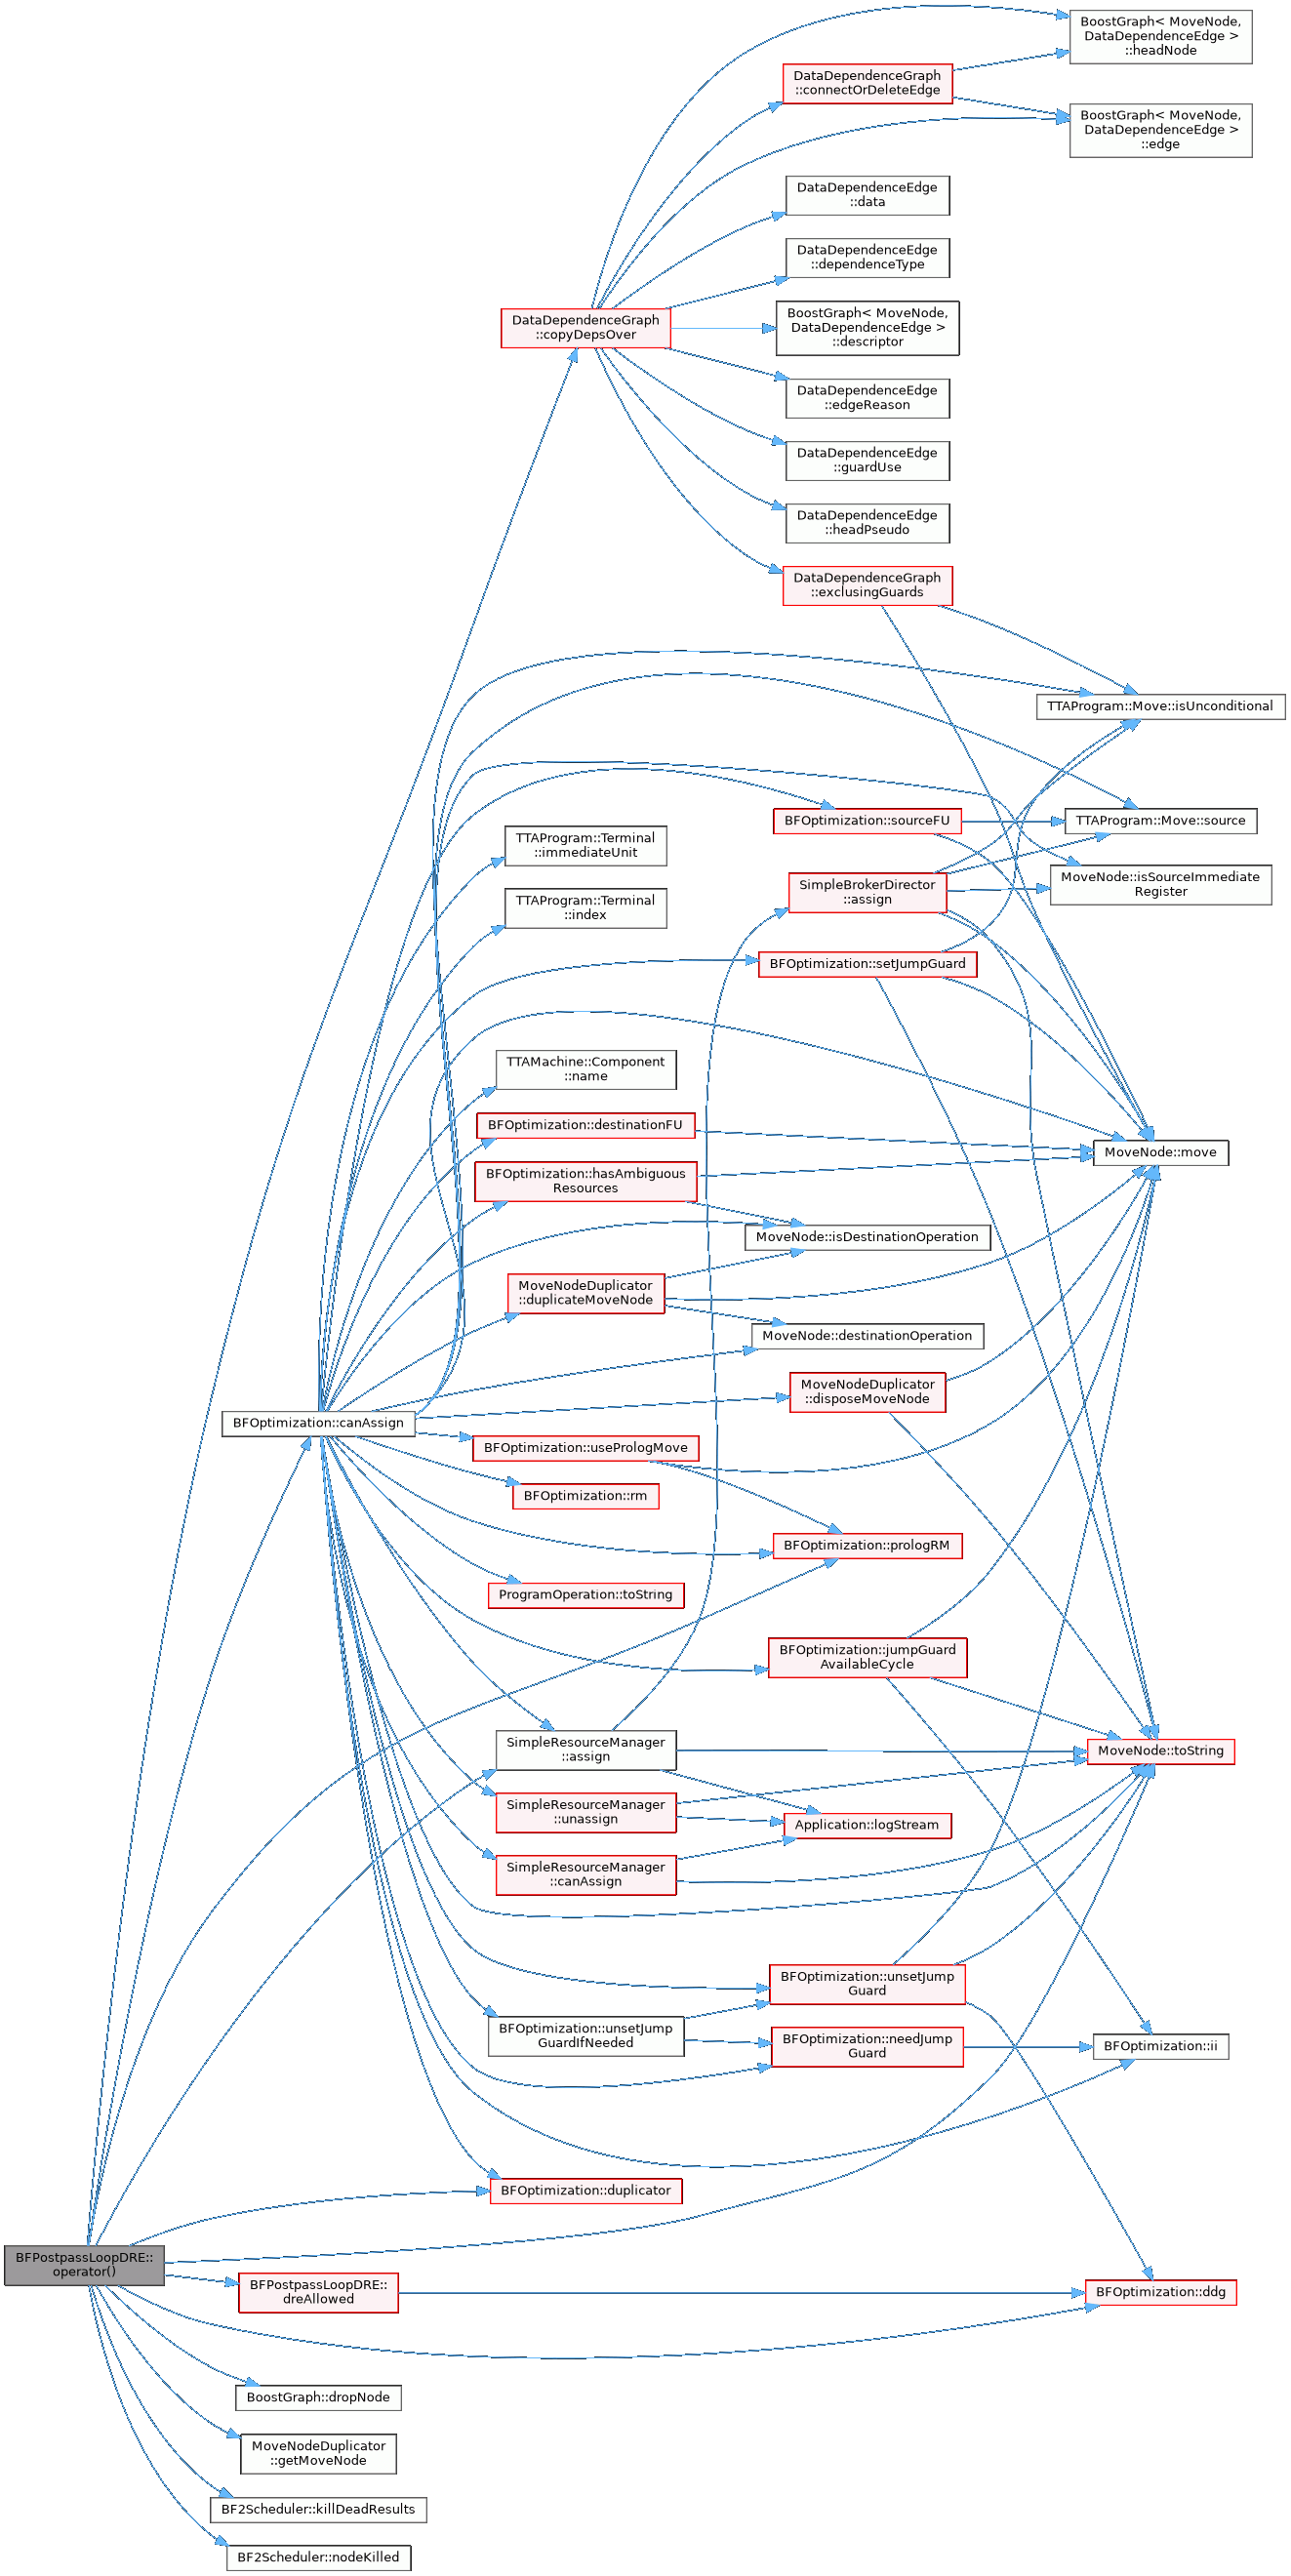 BoostGraph< MoveNode,
DataDependenceEdge >
::headNode
DataDependenceGraph
::connectOrDeleteEdge
BoostGraph< MoveNode,
DataDependenceEdge >
::edge
DataDependenceEdge
::data
DataDependenceEdge
::dependenceType
DataDependenceGraph
::copyDepsOver
BoostGraph< MoveNode,
DataDependenceEdge >
::descriptor
DataDependenceEdge
::edgeReason
DataDependenceEdge
::guardUse
DataDependenceEdge
::headPseudo
DataDependenceGraph
::exclusingGuards
TTAProgram::Move::isUnconditional
BFOptimization::sourceFU
TTAProgram::Move::source
TTAProgram::Terminal
::immediateUnit
SimpleBrokerDirector
::assign
MoveNode::isSourceImmediate
Register
TTAProgram::Terminal
::index
BFOptimization::setJumpGuard
TTAMachine::Component
::name
BFOptimization::destinationFU
MoveNode::move
BFOptimization::hasAmbiguous
Resources
MoveNode::isDestinationOperation
MoveNodeDuplicator
::duplicateMoveNode
MoveNode::destinationOperation
MoveNodeDuplicator
::disposeMoveNode
BFOptimization::canAssign
BFOptimization::usePrologMove
BFOptimization::rm
BFOptimization::prologRM
ProgramOperation::toString
BFOptimization::jumpGuard
AvailableCycle
SimpleResourceManager
::assign
MoveNode::toString
SimpleResourceManager
::unassign
Application::logStream
SimpleResourceManager
::canAssign
BFOptimization::unsetJump
Guard
BFOptimization::unsetJump
GuardIfNeeded
BFOptimization::needJump
Guard
BFOptimization::ii
BFOptimization::duplicator
BFPostpassLoopDRE::
operator()
BFPostpassLoopDRE::
dreAllowed
BFOptimization::ddg
BoostGraph::dropNode
MoveNodeDuplicator
::getMoveNode
BF2Scheduler::killDeadResults
BF2Scheduler::nodeKilled